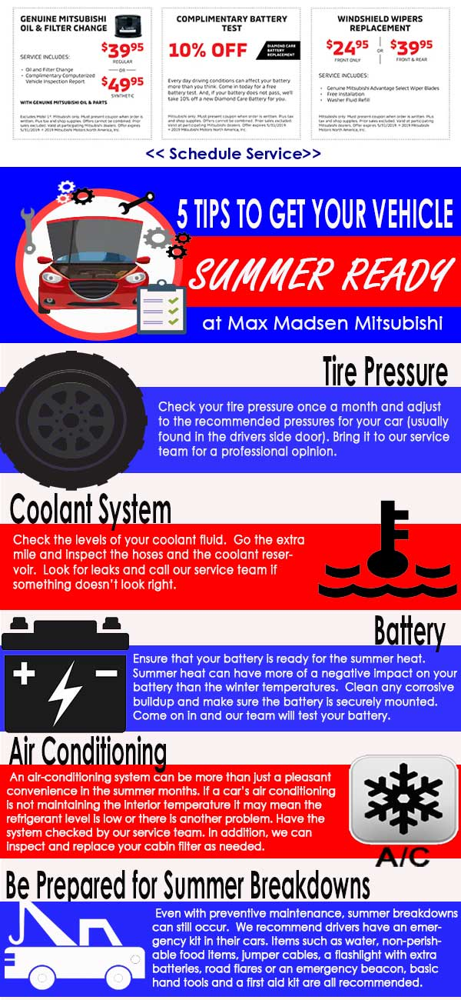 GENUINE MITSUBISHI
OIL & FILTER CHANGE
$39.95
REGULAR
SERVICE INCLUDES:
- OR -
• Oil and Filter Change
• Complimentary Computerized
Vehicle Inspection Report
$49.95
SYNTHETIC
WITH GENUINE MITSUBISHI OIL & PARTS
written. Plus tax and shop supplies. Offers cannot be combined. Prior
sales excluded. Valid at participating Mitsubishi dealers. Offer expires
5/31/2019. © 2019 Mitsubishi Motors North America, Inc.
COMPLIMENTARY BATTERY
TEST
10% OFF
DIAMOND CARE
BATTERY
REPLACEMENT
Every day driving conditions can affect your battery
more than you think. Come in today for a free
battery test. And, if your battery does not pass, we'll
take 10% off a new Diamond Care Battery for you.
Mitsubishi only. Must present coupon when order is written. Plus tax
and shop supplies. Offers cannot be combined. Prior sales excluded.
Valid at participating Mitsubishi dealers. Offer expires
5/31/2019. © 2019 Mitsubishi Motors North America, Inc.
WINDSHIELD WIPERS
REPLACEMENT
$24.95
FRONT ONLY
OR
$39.95
FRONT & REAR
SERVICE INCLUDES:
• Genuine Mitsubishi Advantage Select Wiper Blades
• Free Installation
• Washer Fluid Refill
Mitsubishi only. Must present coupon when order is written. Plus tax
and shop supplies. Offers cannot be combined. Prior sales excluded.
Valid at participating Mitsubishi dealers. Offer expires
5/31/2019. © 2019 Mitsubishi Motors North America, Inc.
<< Schedule Service>>
5 TIPS TO GET YOUR VEHICLE
SUMMER READY
at Max Madsen Mitsubishi
Tire Pressure
Check your tire pressure once a month and adjust
to the recommended pressures for your car (usually
found in the drivers side door). Bring it to our service
team for a professional opinion.
Coolant System
Check the levels of your coolant fluid.  Go the extra
mile and inspect the hoses and the coolant reser-
voir.  Look for leaks and call our service team if
something doesn't look right.
Battery
Ensure that your battery is ready for the summer heat.
Summer heat can have more of a negative impact on your
battery than the winter temperatures.  Clean any corrosive
buildup and make sure the battery is securely mounted.
Come on in and our team will test your battery.
Air Conditioning
An air-conditioning system can be more than just a pleasant
convenience in the summer months. If a car's air conditioning
is not maintaining the interior temperature it may mean the
refrigerant level is low or there is another problem. Have the
system checked by our service team. In addition, we can
inspect and replace your cabin filter as needed.
A/C
Be Prepared for Summer Breakdowns
Even with preventive maintenance, summer breakdowns
can still occur.  We recommend drivers have an emer-
gency kit in their cars. Items such as water, non-perish-
able food items, jumper cables, a flashlight with extra
batteries, road flares or an emergency beacon, basic
hand tools and a first aid kit are all recommended.